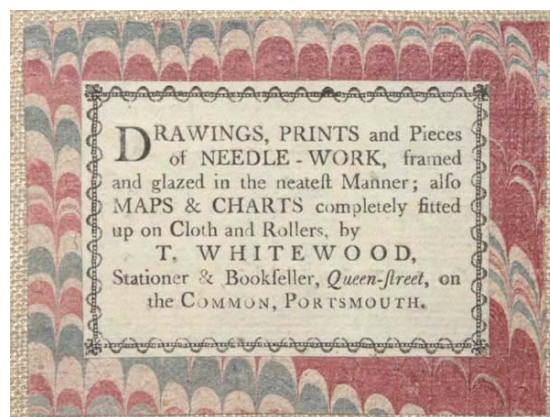 DRAWINGS, PRINTS and Pieces
of NEEDLE-WORK, framed
and glazed in the neateſt Manner; alſo
MAPS & CHARTS completely fitted
up on Cloth and Rollers, by
T. WHITEWOOD,
Stationer & Bookſeller, Queen-ſtreet, on
the COMMON, PORTSMOUTH.